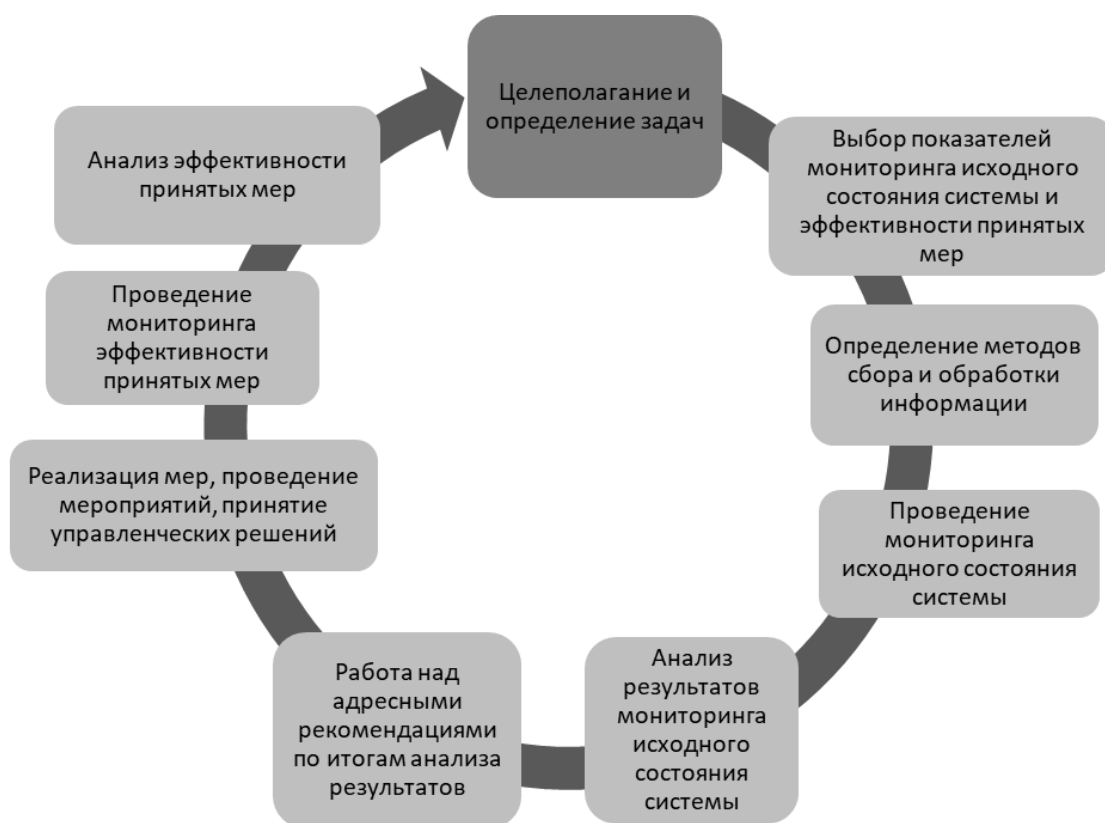 Целеполагание и
определение задач
Выбор показателей
мониторинга исходного
состояния системы и
эффективности принятых
мер
Определение методов
сбора и обработки
информации
Проведение
мониторинга
исходного состояния
системы
Анализ
результатов
мониторинга
исходного
состояния
системы
Работа над
адресными
рекомендациями
по итогам анализа
результатов
Реализация мер, проведение
мероприятий, принятие
управленческих решений
Проведение
мониторинга
эффективности
принятых мер
Анализ эффективности
принятых мер